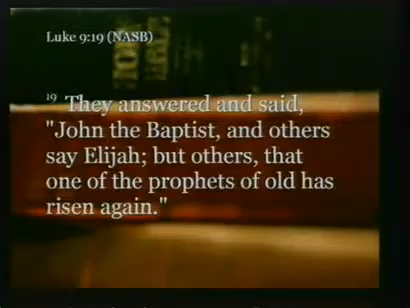 Luke 9:19 (NASB)
19 They answered and said,
"John the Baptist, and others
say Elijah; but others, that
one of the prophets of old has
risen again."